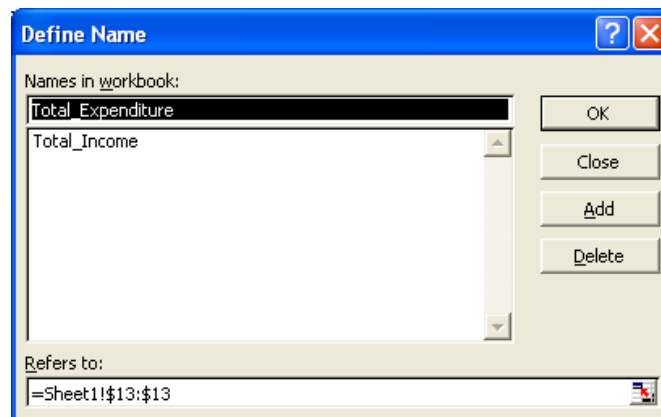 Define Name
Names in workbook:
Total_Expenditure
Total_Income
OK
Close
Add
Delete
Refers to:
=Sheet1!$13:$13